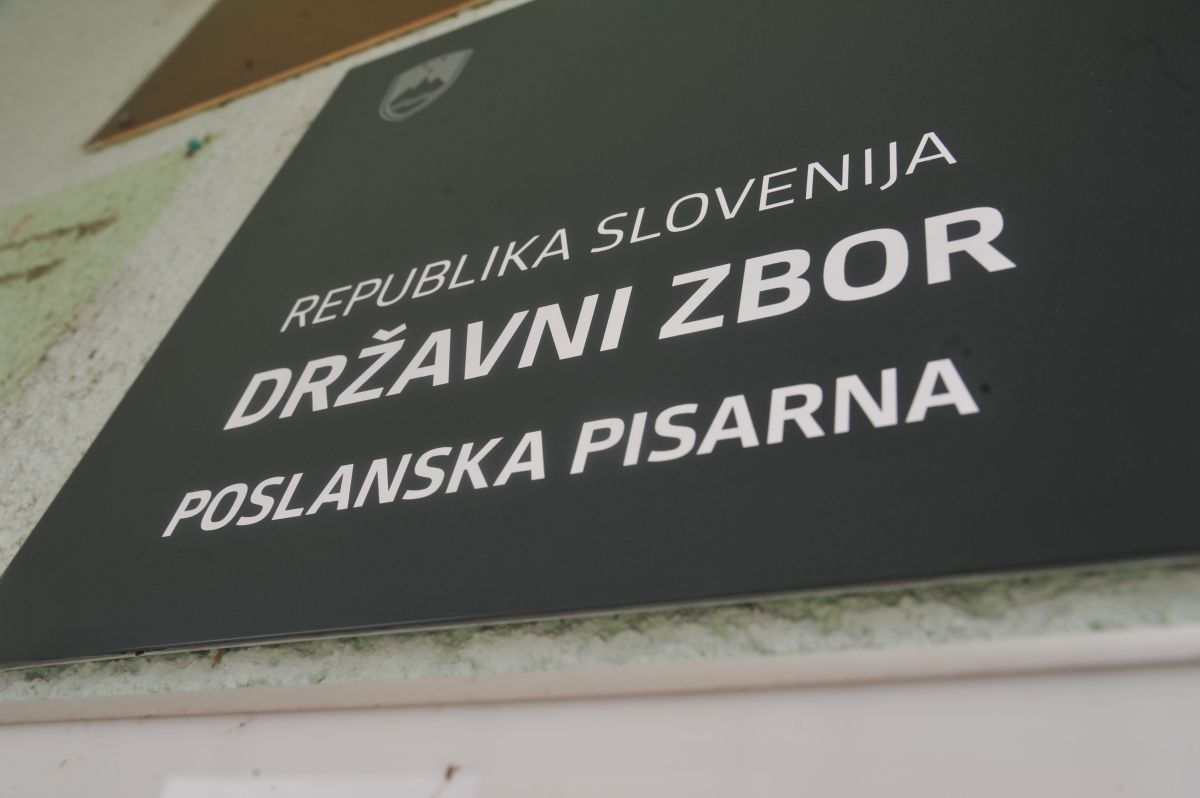 REPUBLIKA SLOVENIJA
DRŽAVNI ZBOR
POSLANSKA PISARNA